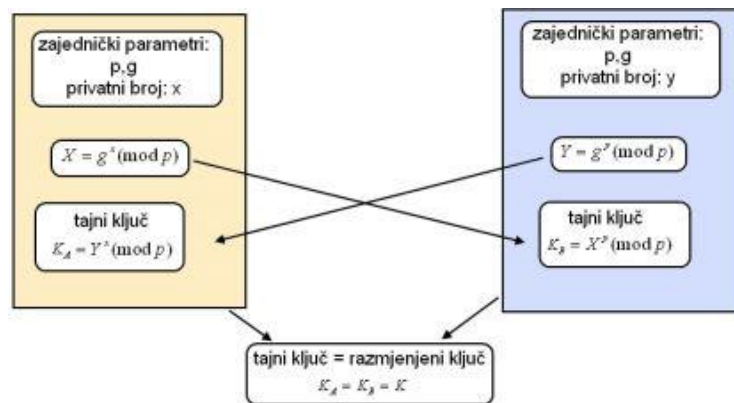 zajednički parametri:
p,g
privatni broj: x
X = g^x (mod p)
tajni ključ
K_A = Y^x (mod p)
zajednički parametri:
p,g
privatni broj: y
Y = g^y (mod p)
tajni ključ
K_B = X^y (mod p)
tajni ključ = razmjenjeni ključ
K_A = K_B = K